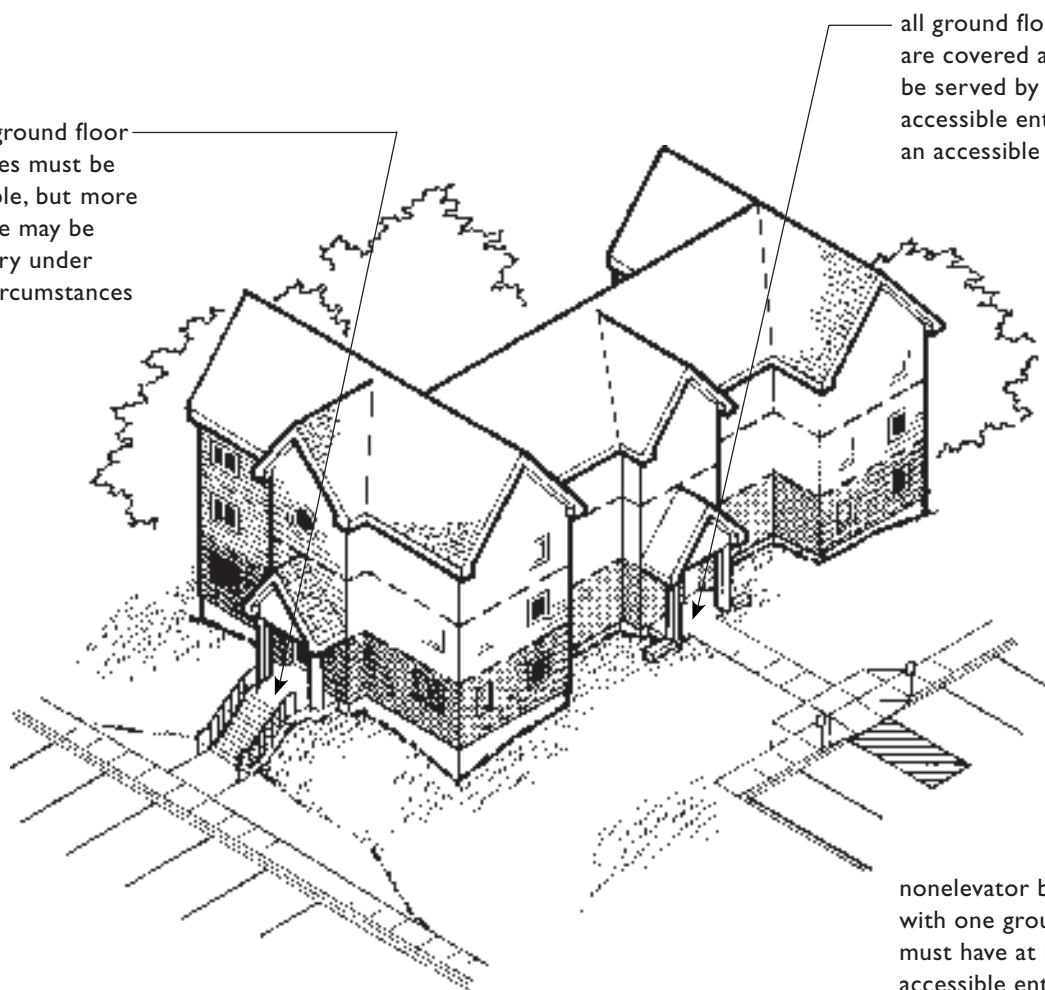 all ground flo
are covered a
be served by
accessible ent
an accessible
ground floor
es must be
ble, but more
e may be
ry under
ircumstances
nonelevator b
with one grou
must have at
accessible ent